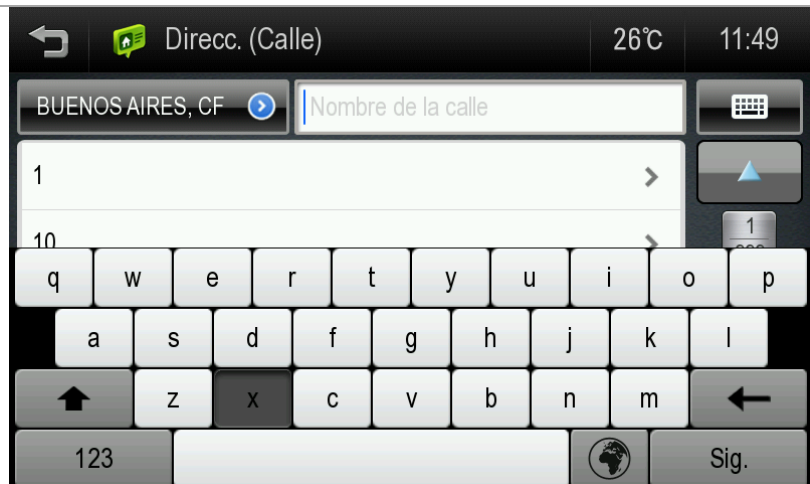 Direcc. (Calle) 26°C 11:49
BUENOS AIRES, CF Nombre de la calle
1
10 1
q w e r t y u i o p
a s d f g h j k l
z x c v b n m
123 Sig.